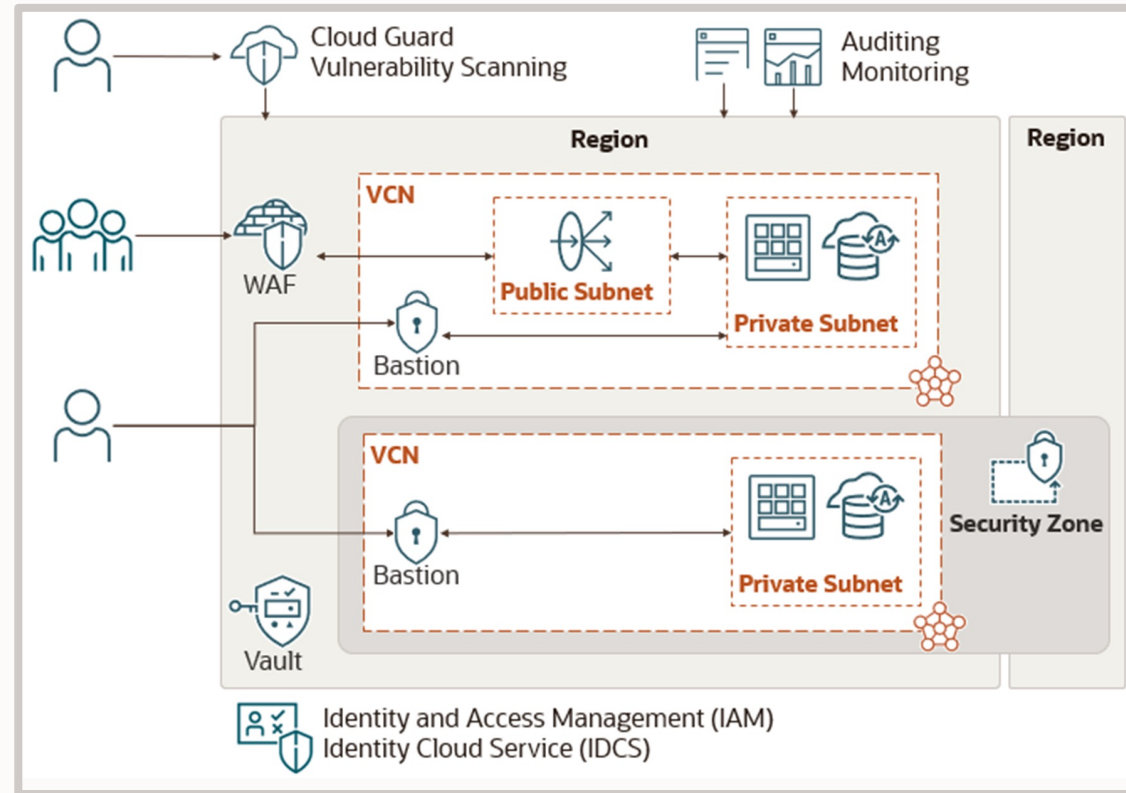 Cloud Guard
Vulnerability Scanning
Auditing
Monitoring
Region
Region
VCN
WAF
Public Subnet
Private Subnet
Bastion
VCN
Security Zone
Bastion
Private Subnet
Vault
Identity and Access Management (IAM)
Identity Cloud Service (IDCS)
A
A